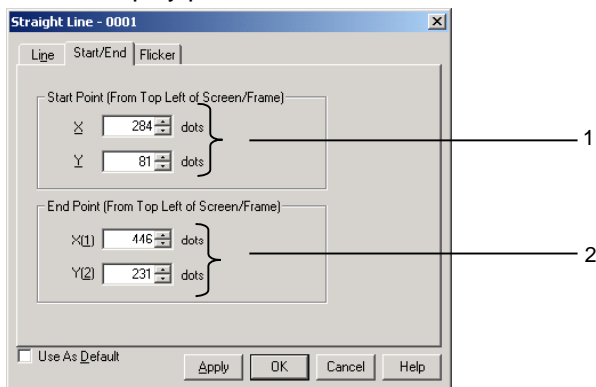 Straight Line - 0001
Line Start/End Flicker
Start Point (From Top Left of Screen/Frame)
X 284 dots
1
Y 81 dots
End Point (From Top Left of Screen/Frame)
X(1) 446 dots
2
Y(2) 231 dots
Use As Default
Apply OK Cancel Help